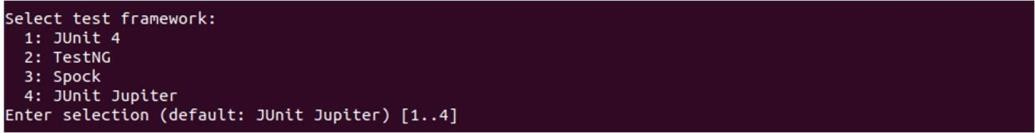 Select test framework:
  1: JUnit 4
  2: TestNG
  3: Spock
  4: JUnit Jupiter
Enter selection (default: JUnit Jupiter) [1..4]